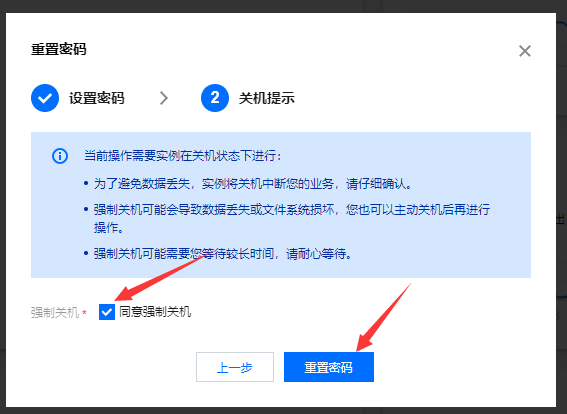 重置密码
设置密码
2
关机提示
当前操作需要实例在关机状态下进行：
• 为了避免数据丢失，实例将关机中断您的业务，请仔细确认。
• 强制关机可能会导致数据丢失或文件系统损坏，您也可以主动关机后再进行
操作。
• 强制关机可能需要您等待较长时间，请耐心等待。
强制关机 * 同意强制关机
上一步
重置密码